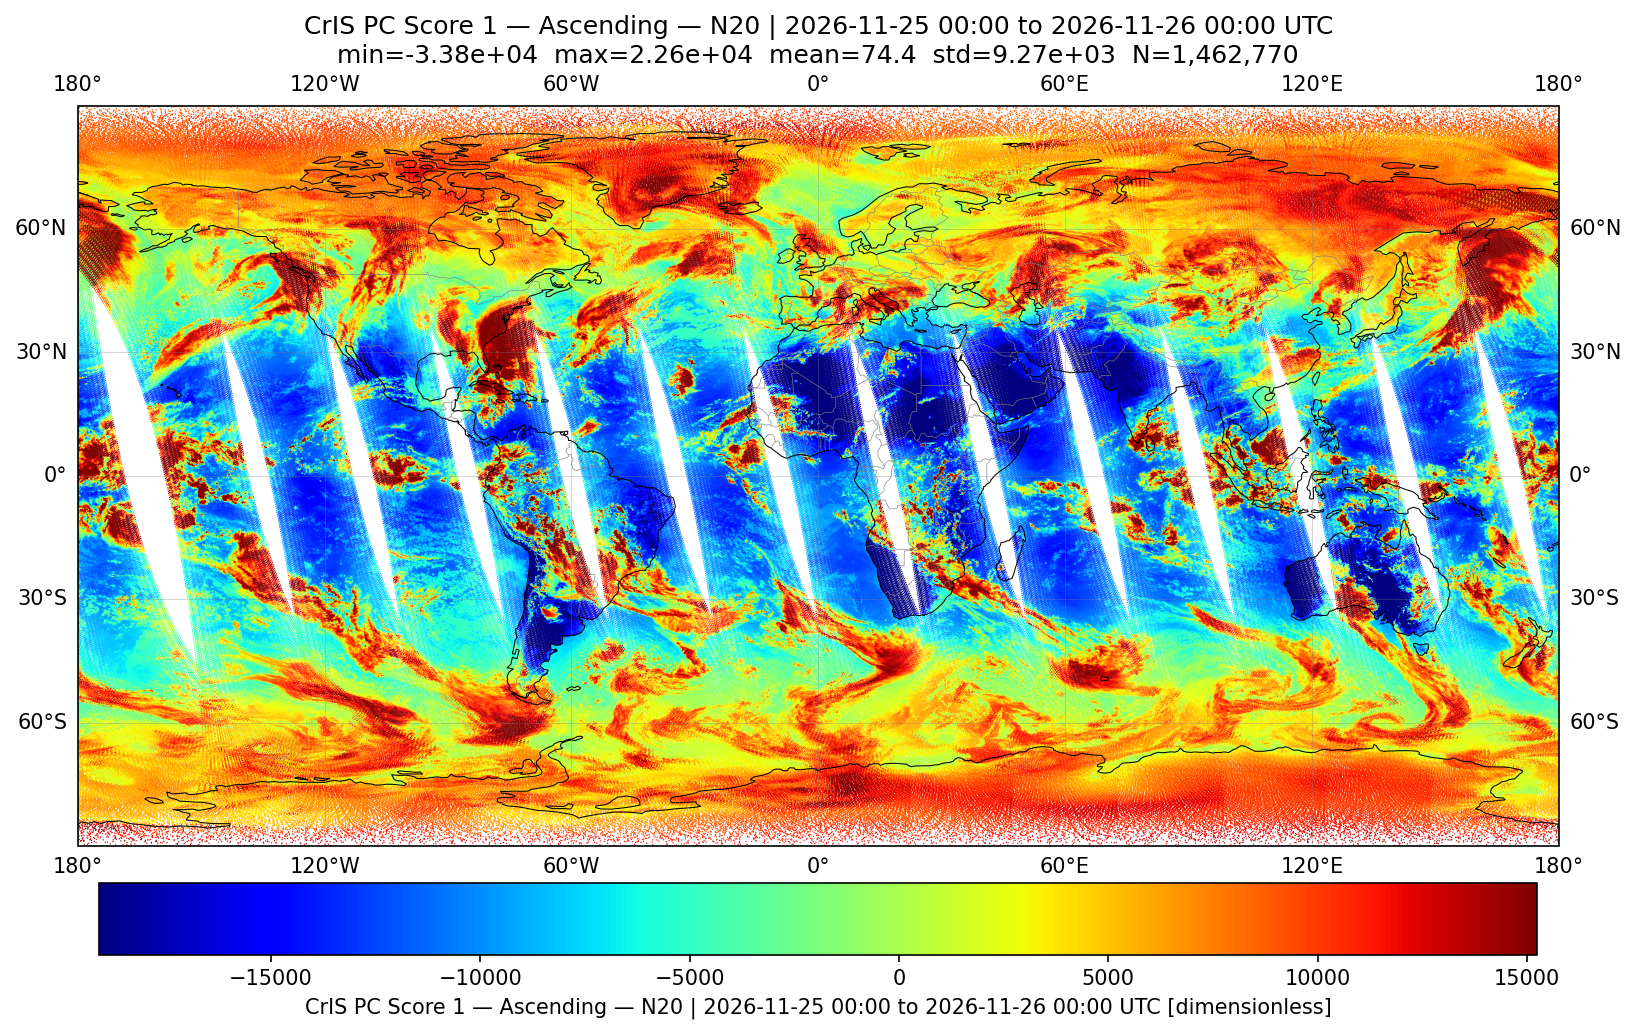 CrIS PC Score 1 — Ascending — N20 | 2026-11-25 00:00 to 2026-11-26 00:00 UTC
min=-3.38e+04  max=2.26e+04  mean=74.4  std=9.27e+03  N=1,462,770
180° 120°W 60°W 0° 60°E 120°E 180°
60°N 60°N
30°N 30°N
0° 0°
30°S 30°S
60°S 60°S
180° 120°W 60°W 0° 60°E 120°E 180°
−15000 −10000 −5000 0 5000 10000 15000
CrIS PC Score 1 — Ascending — N20 | 2026-11-25 00:00 to 2026-11-26 00:00 UTC [dimensionless]